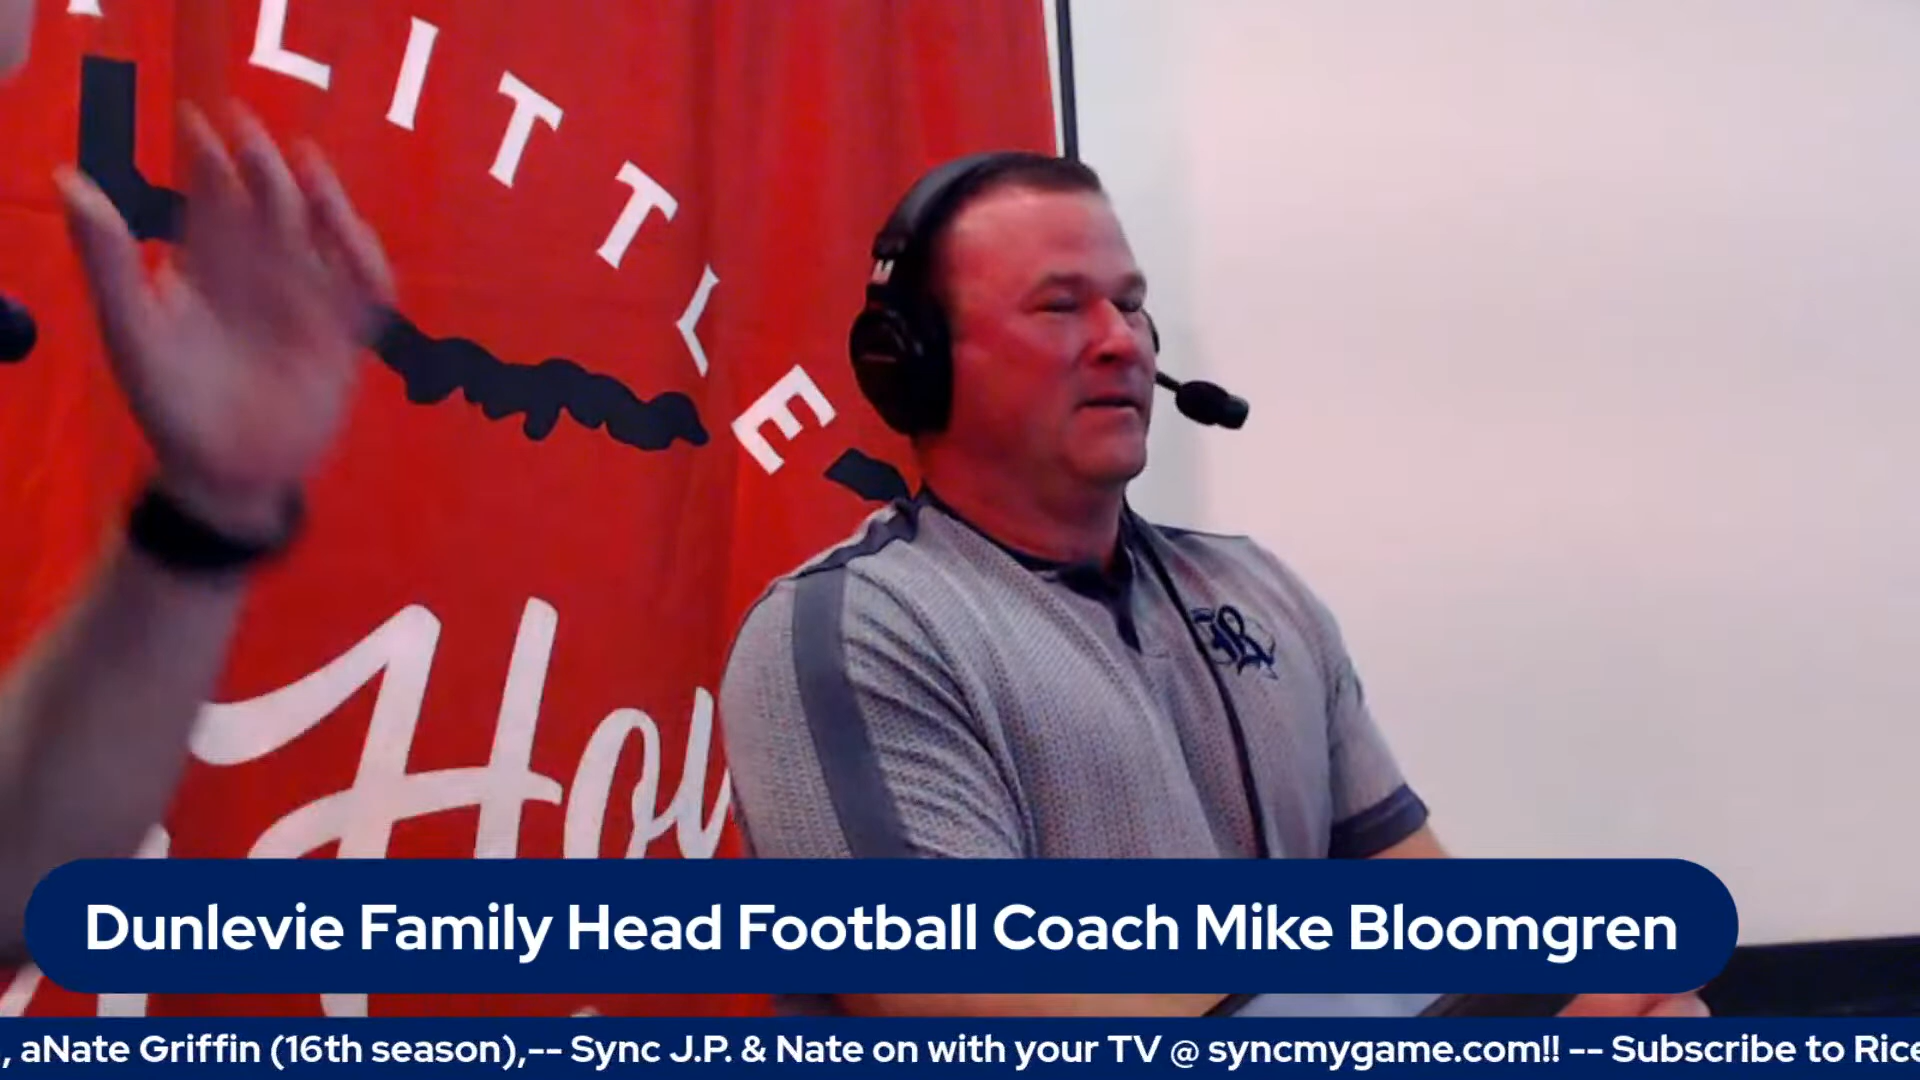 LITTLE
Dunlevie Family Head Football Coach Mike Bloomgren
, aNate Griffin (16th season),-- Sync J.P. & Nate on with your TV @ syncmygame.com!! -- Subscribe to Rice